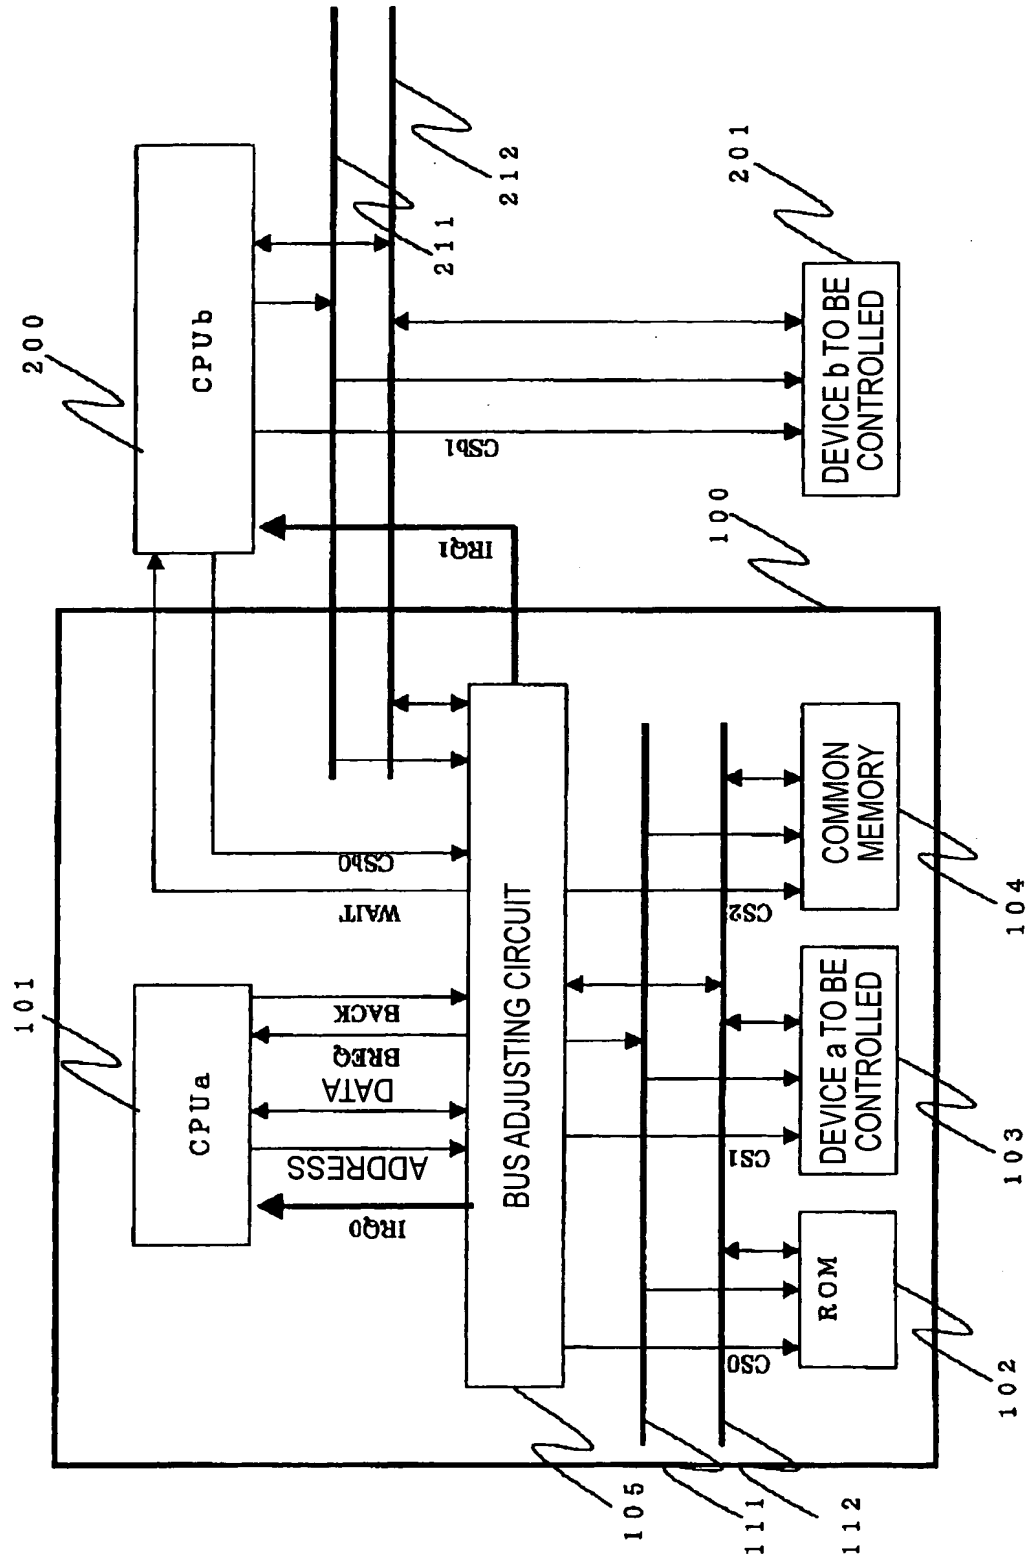 100
101
CPUa
IRQ0
ADDRESS
DATA
BREQ
BACK
WAIT
CSb0
200
CPUb
IRQ1
CSb1
211
212
105
BUS ADJUSTING CIRCUIT
111
112
CS0
CS1
CS2
ROM
102
DEVICE a TO BE
CONTROLLED
103
COMMON
MEMORY
104
DEVICE b TO BE
CONTROLLED
201